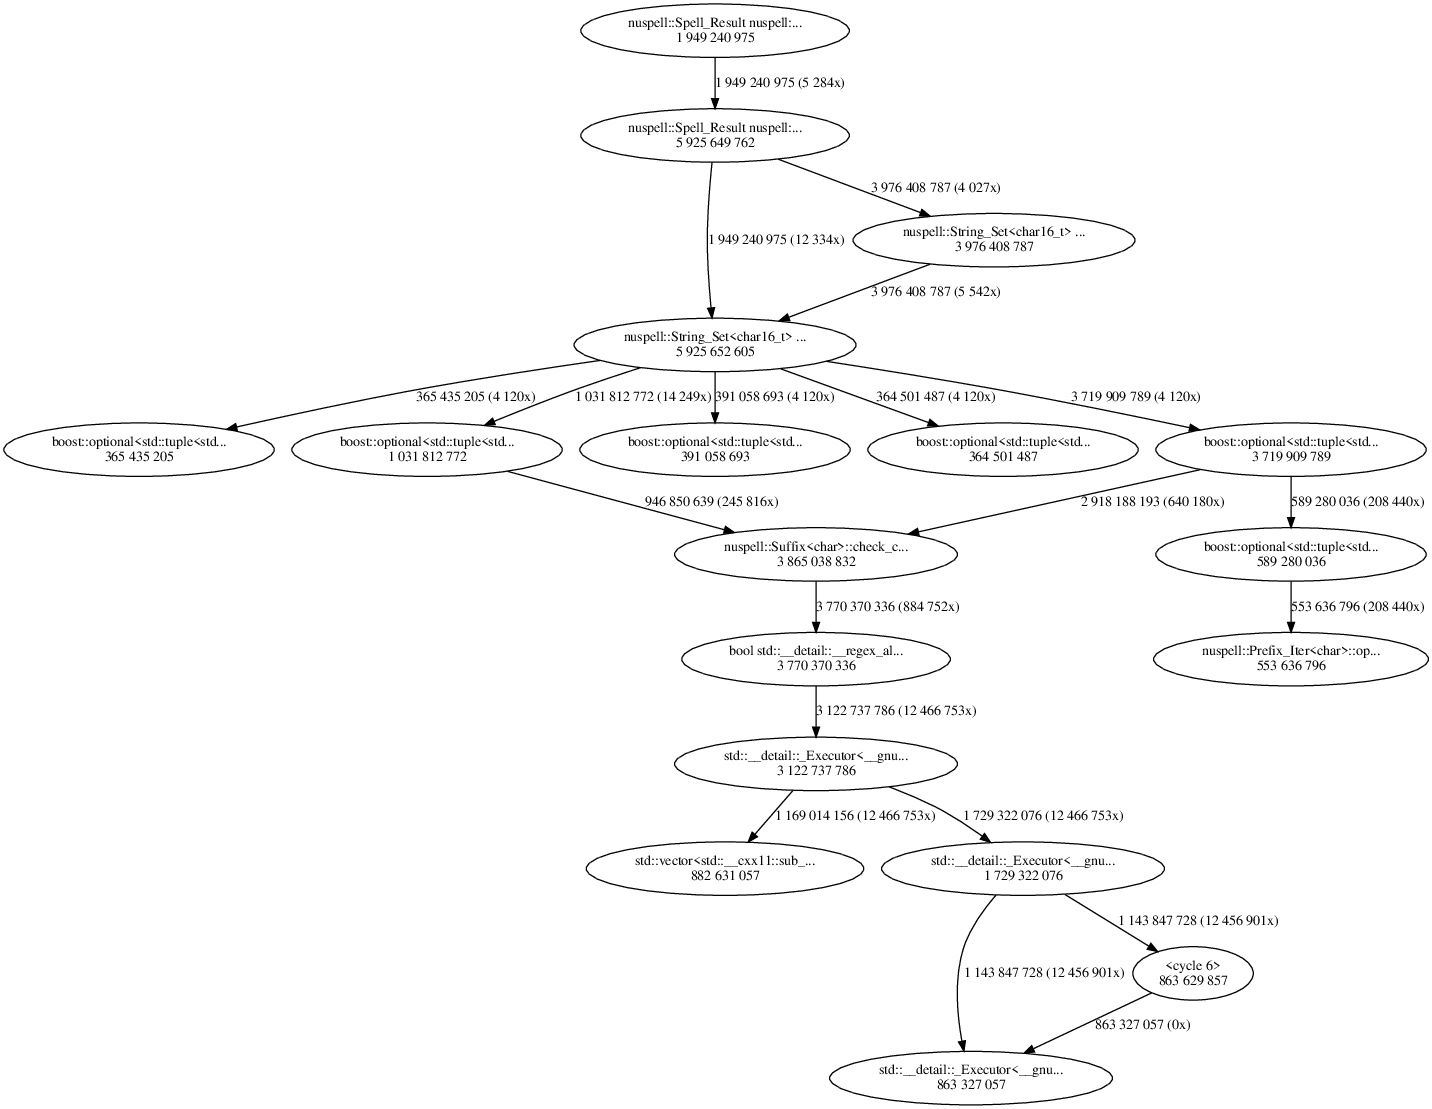 nuspell::Spell_Result nuspell:...
1 949 240 975
1 949 240 975 (5 284x)
nuspell::Spell_Result nuspell:...
5 925 649 762
3 976 408 787 (4 027x)
1 949 240 975 (12 334x)
nuspell::String_Set<char16_t> ...
3 976 408 787
3 976 408 787 (5 542x)
nuspell::String_Set<char16_t> ...
5 925 652 605
365 435 205 (4 120x)
1 031 812 772 (14 249x)
391 058 693 (4 120x)
364 501 487 (4 120x)
3 719 909 789 (4 120x)
boost::optional<std::tuple<std...
365 435 205
boost::optional<std::tuple<std...
1 031 812 772
boost::optional<std::tuple<std...
391 058 693
boost::optional<std::tuple<std...
364 501 487
boost::optional<std::tuple<std...
3 719 909 789
946 850 639 (245 816x)
2 918 188 193 (640 180x)
589 280 036 (208 440x)
nuspell::Suffix<char>::check_c...
3 865 038 832
boost::optional<std::tuple<std...
589 280 036
3 770 370 336 (884 752x)
553 636 796 (208 440x)
bool std::__detail::__regex_al...
3 770 370 336
nuspell::Prefix_Iter<char>::op...
553 636 796
3 122 737 786 (12 466 753x)
std::__detail::_Executor<__gnu...
3 122 737 786
1 169 014 156 (12 466 753x)
1 729 322 076 (12 466 753x)
std::vector<std::__cxx11::sub_...
882 631 057
std::__detail::_Executor<__gnu...
1 729 322 076
1 143 847 728 (12 456 901x)
1 143 847 728 (12 456 901x)
<cycle 6>
863 629 857
863 327 057 (0x)
std::__detail::_Executor<__gnu...
863 327 057